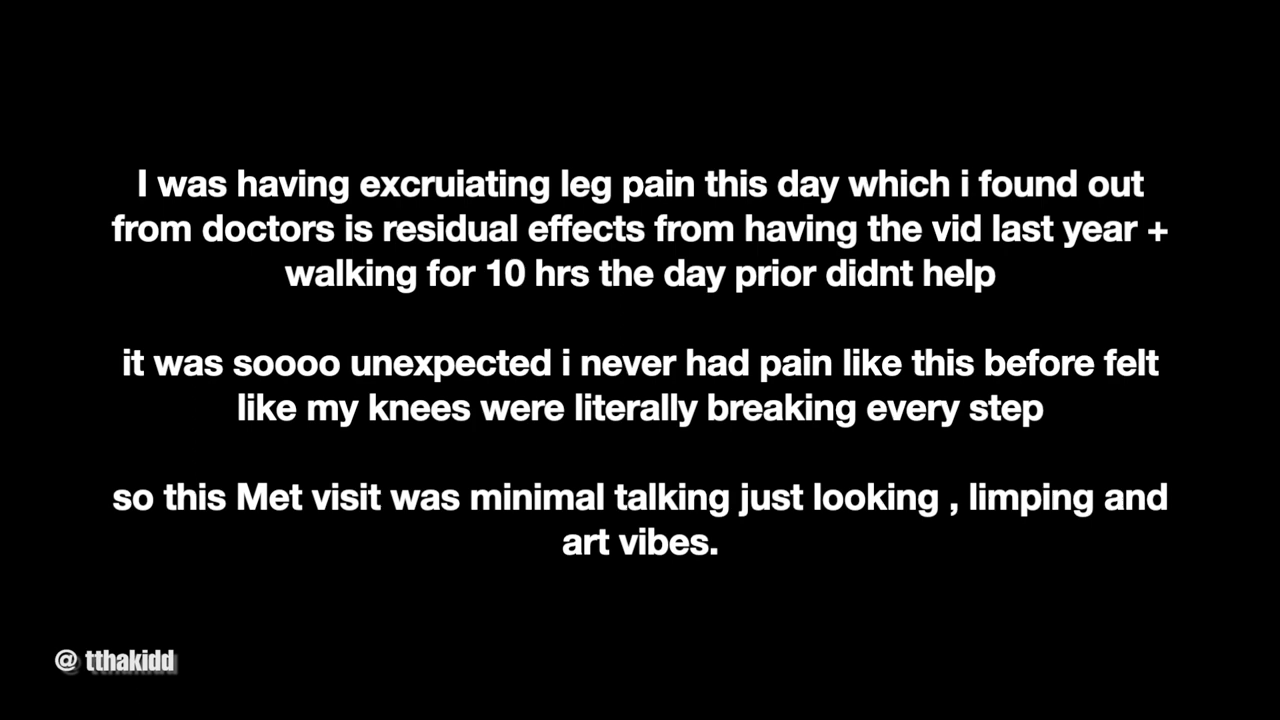 I was having excruiating leg pain this day which i found out
from doctors is residual effects from having the vid last year +
walking for 10 hrs the day prior didnt help
it was soooo unexpected i never had pain like this before felt
like my knees were literally breaking every step
so this Met visit was minimal talking just looking , limping and
art vibes.
@ tthakidd